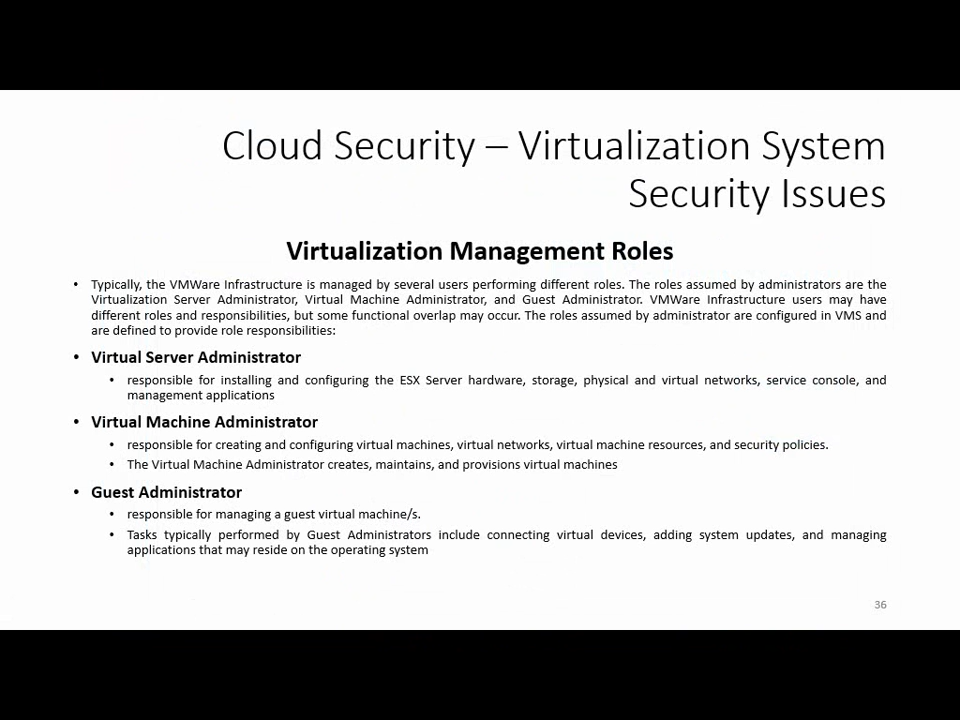 Cloud Security – Virtualization System
Security Issues
Virtualization Management Roles
• Typically, the VMWare Infrastructure is managed by several users performing different roles. The roles assumed by administrators are the
Virtualization Server Administrator, Virtual Machine Administrator, and Guest Administrator. VMWare Infrastructure users may have
different roles and responsibilities, but some functional overlap may occur. The roles assumed by administrator are configured in VMS and
are defined to provide role responsibilities:
• Virtual Server Administrator
• responsible for installing and configuring the ESX Server hardware, storage, physical and virtual networks, service console, and
management applications
• Virtual Machine Administrator
• responsible for creating and configuring virtual machines, virtual networks, virtual machine resources, and security policies.
• The Virtual Machine Administrator creates, maintains, and provisions virtual machines
• Guest Administrator
• responsible for managing a guest virtual machine/s.
• Tasks typically performed by Guest Administrators include connecting virtual devices, adding system updates, and managing
applications that may reside on the operating system
36